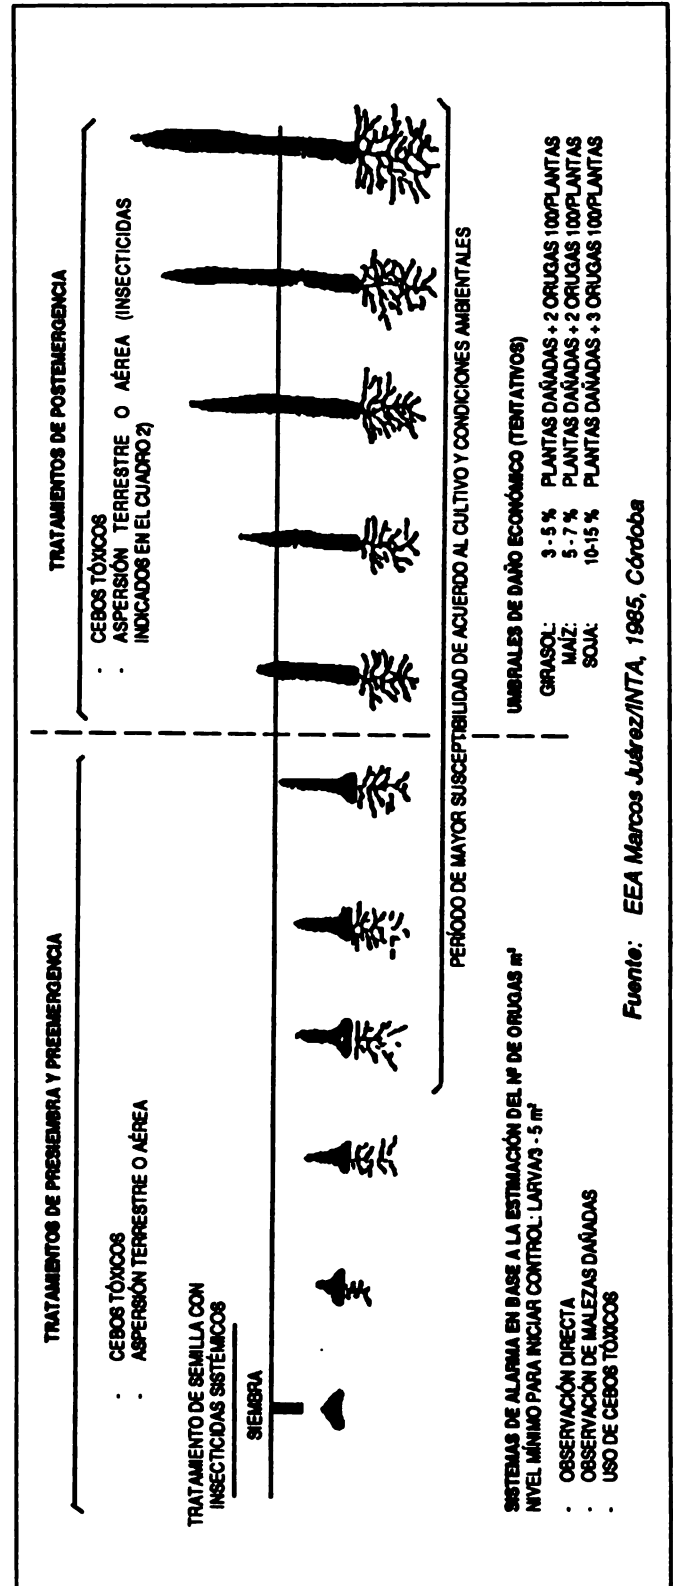 TRATAMIENTOS DE PRESIEMBRA Y PREEMERGENCIA
· CEBOS TÓXICOS
· ASPERSIÓN TERRESTRE O AÉREA
TRATAMIENTO DE SEMILLA CON
INSECTICIDAS SISTÉMICOS
SIEMBRA
TRATAMIENTOS DE POSTEMERGENCIA
· CEBOS TÓXICOS
· ASPERSIÓN TERRESTRE O AÉREA (INSECTICIDAS
INDICADOS EN EL CUADRO 2)
PERÍODO DE MAYOR SUSCEPTIBILIDAD DE ACUERDO AL CULTIVO Y CONDICIONES AMBIENTALES
SISTEMAS DE ALARMA EN BASE A LA ESTIMACIÓN DEL Nº DE ORUGAS m²
NIVEL MÍNIMO PARA INICIAR CONTROL: LARVA/3 - 5 m²
· OBSERVACIÓN DIRECTA
· OBSERVACIÓN DE MALEZAS DAÑADAS
· USO DE CEBOS TÓXICOS
UMBRALES DE DAÑO ECONÓMICO (TENTATIVOS)
GIRASOL: 3 - 5 % PLANTAS DAÑADAS + 2 ORUGAS 100/PLANTAS
MAÍZ: 5 - 7 % PLANTAS DAÑADAS + 2 ORUGAS 100/PLANTAS
SOJA: 10-15 % PLANTAS DAÑADAS + 3 ORUGAS 100/PLANTAS
Fuente: EEA Marcos Juárez/INTA, 1985, Córdoba